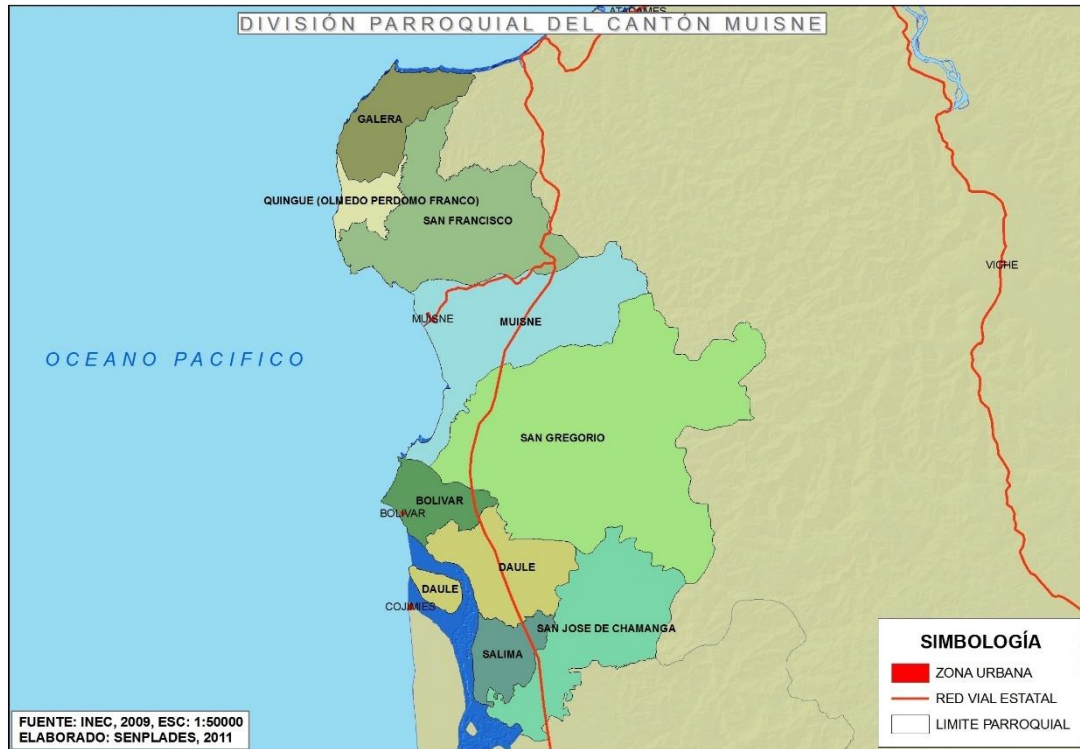 ATACAMES
DIVISIÓN PARROQUIAL DEL CANTÓN MUISNE
GALERA
QUINGUE (OLMEDO PERDOMO FRANCO)
SAN FRANCISCO
VICHE
MUISNE
MUISNE
OCEANO PACIFICO
SAN GREGORIO
BOLIVAR
BOLIVAR
DAULE
DAULE
COJIMIES
SAN JOSE DE CHAMANGA
SALIMA
SIMBOLOGÍA
ZONA URBANA
RED VIAL ESTATAL
LIMITE PARROQUIAL
FUENTE: INEC, 2009, ESC: 1:50000
ELABORADO: SENPLADES, 2011